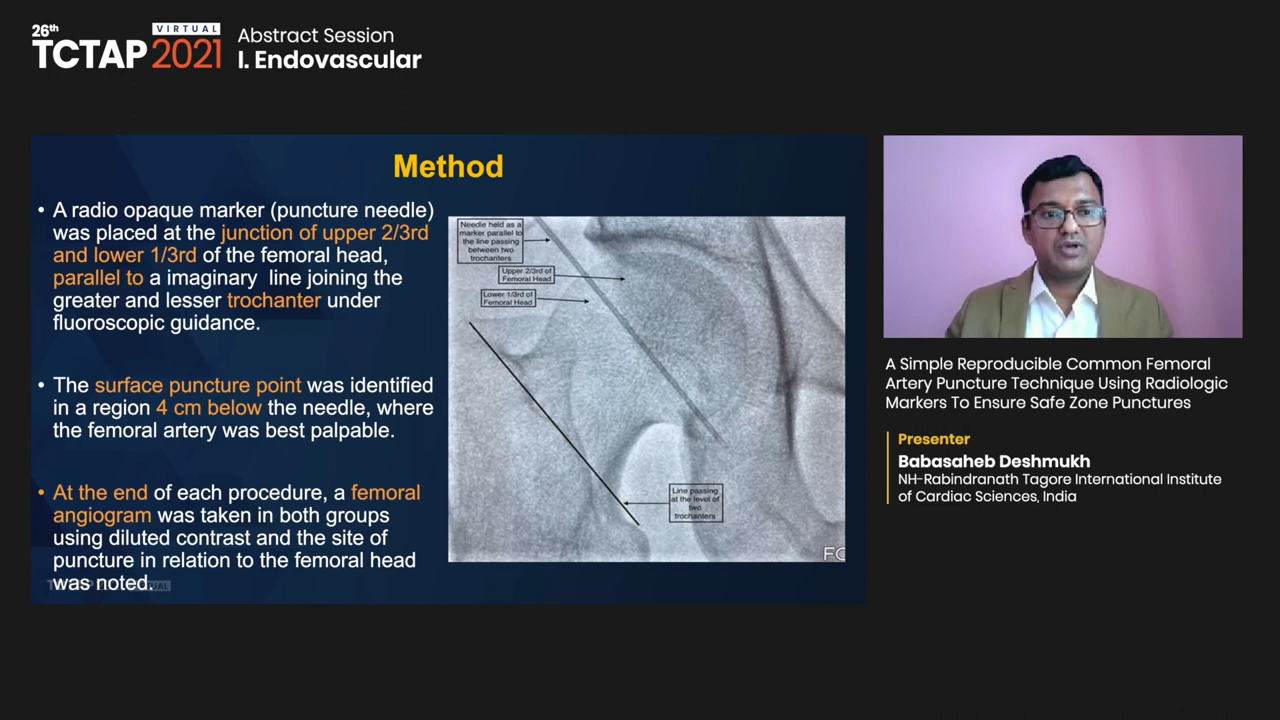 26th
VIRTUAL
TCTAP 2021
Abstract Session
I. Endovascular
Method
• A radio opaque marker (puncture needle)
was placed at the junction of upper 2/3rd
and lower 1/3rd of the femoral head,
parallel to a imaginary line joining the
greater and lesser trochanter under
fluoroscopic guidance.
• The surface puncture point was identified
in a region 4 cm below the needle, where
the femoral artery was best palpable.
• At the end of each procedure, a femoral
angiogram was taken in both groups
using diluted contrast and the site of
puncture in relation to the femoral head
was noted.
Needle held as a
marker parallel to
the line passing
between two
trochanters
Upper 2/3rd of
Femoral Head
Lower 1/3rd of
Femoral Head
Line passing
at the level of
two
trochanters
FC
A Simple Reproducible Common Femoral
Artery Puncture Technique Using Radiologic
Markers To Ensure Safe Zone Punctures
Presenter
Babasaheb Deshmukh
NH-Rabindranath Tagore International Institute
of Cardiac Sciences, India